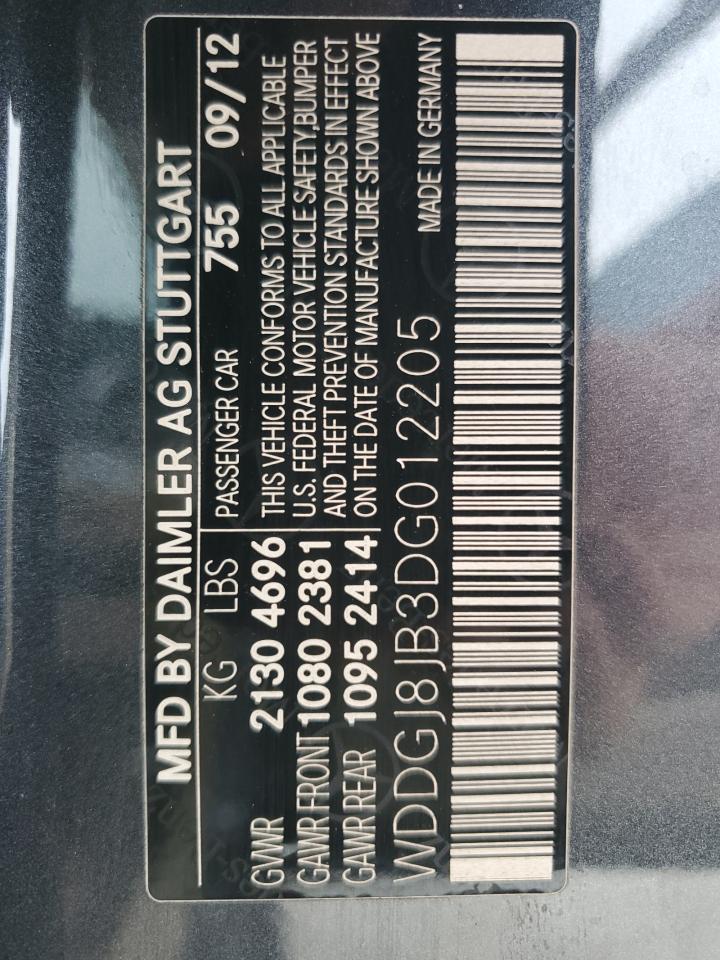 MFD BY DAIMLER AG STUTTGART
KG LBS PASSENGER CAR 755 09/12
GVWR 2130 4696
GAWR FRONT 1080 2381
GAWR REAR 1095 2414
THIS VEHICLE CONFORMS TO ALL APPLICABLE
U.S. FEDERAL MOTOR VEHICLE SAFETY,BUMPER
AND THEFT PREVENTION STANDARDS IN EFFECT
ON THE DATE OF MANUFACTURE SHOWN ABOVE
WDDGJ8JB3DG012205 MADE IN GERMANY